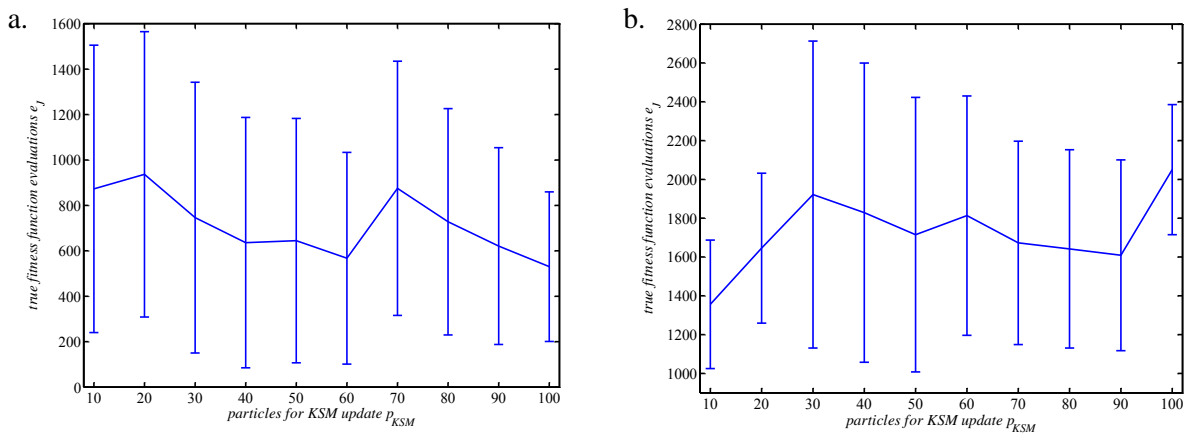 a.
1600
1400
1200
1000
800
600
400
200
0
true fitness function evaluations e_J
10 20 30 40 50 60 70 80 90 100
particles for KSM update p_KSM
b.
2800
2600
2400
2200
2000
1800
1600
1400
1200
1000
true fitness function evaluations e_J
10 20 30 40 50 60 70 80 90 100
particles for KSM update p_KSM